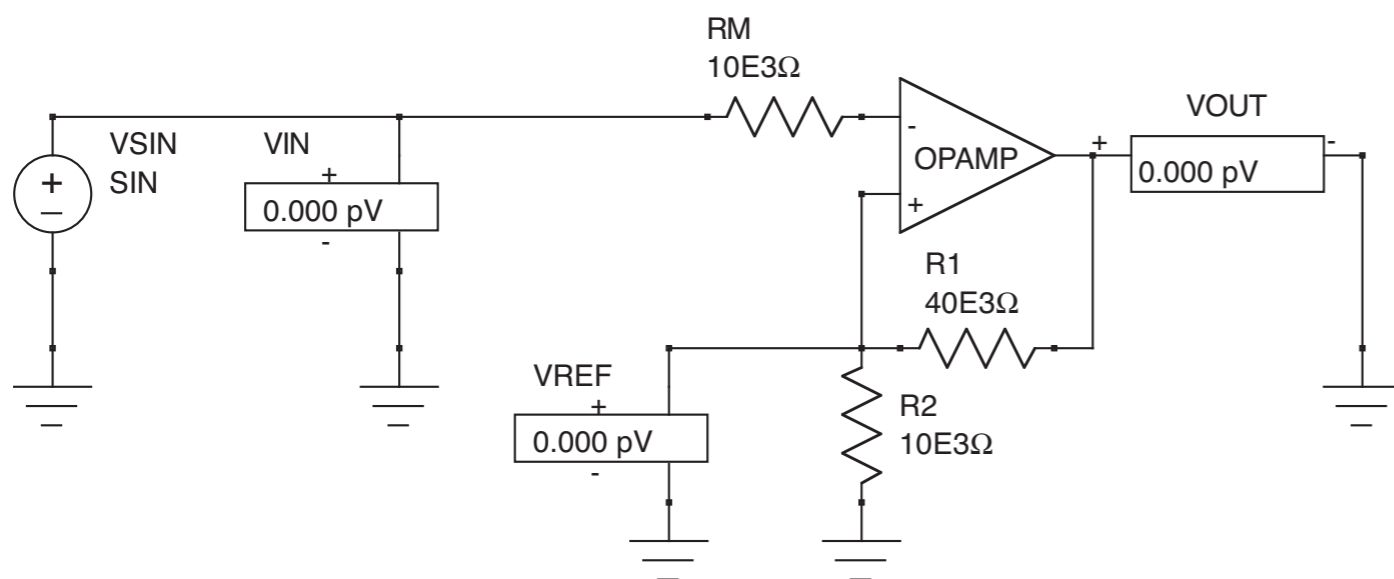 RM
10E3Ω
VSIN
SIN
VIN
+
0.000 pV
-
+
–
-
OPAMP
+
VOUT
+
0.000 pV
-
R1
40E3Ω
VREF
+
0.000 pV
-
R2
10E3Ω